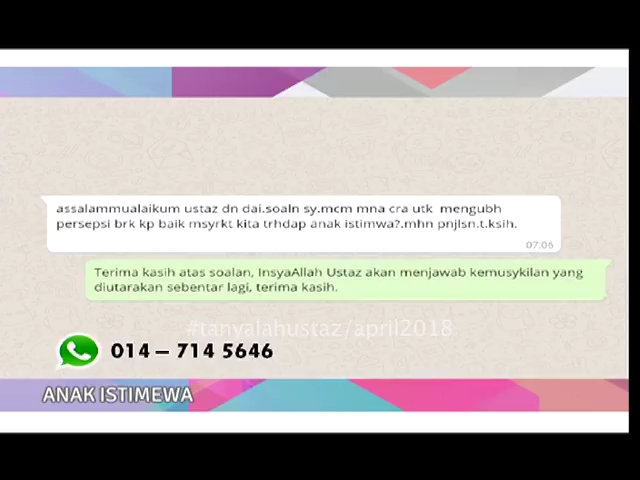 assalammualaikum ustaz dn dai.soaln sy.mcm mna cra utk mengubh
persepsi brk kp baik msyrkt kita trhdap anak istimwa?.mhn pnjlsn.t.ksih.
07:06
Terima kasih atas soalan, InsyaAllah Ustaz akan menjawab kemusykilan yang
diutarakan sebentar lagi, terima kasih.
#tanyalahustaz/april2018
014 – 714 5646
ANAK ISTIMEWA